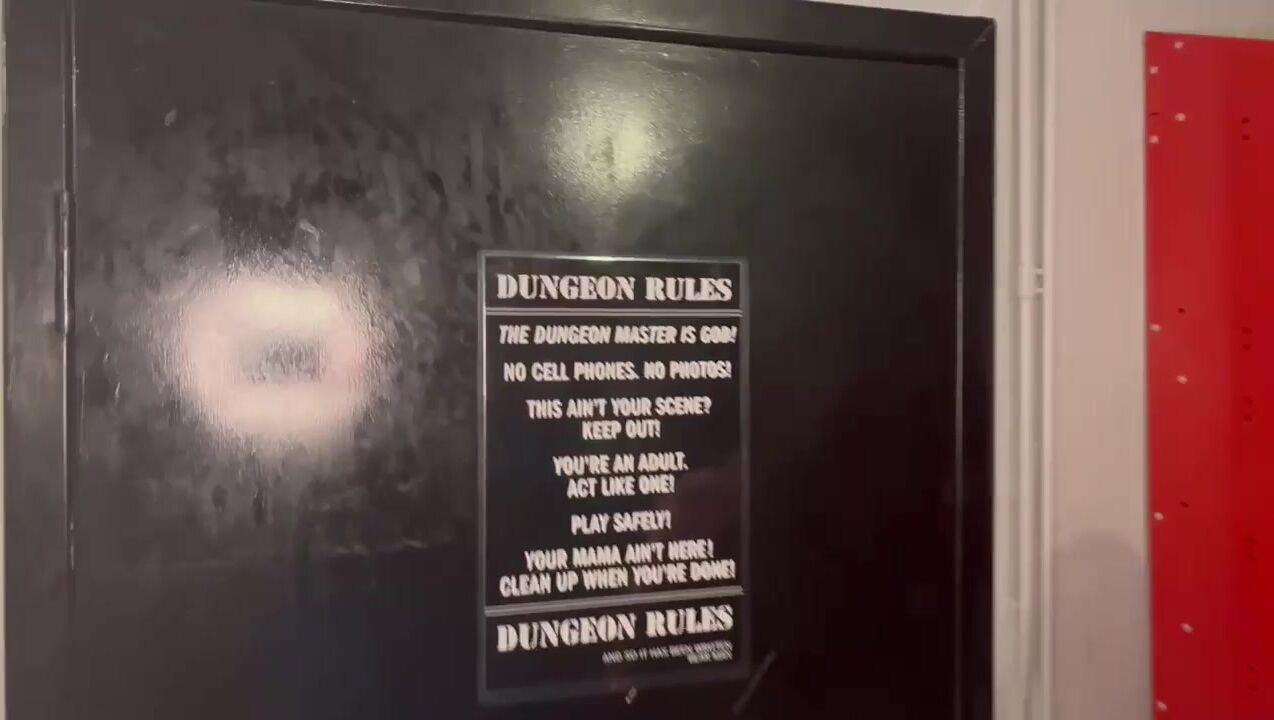 DUNGEON RULES
THE DUNGEON MASTER IS GOD!
NO CELL PHONES. NO PHOTOS!
THIS AIN'T YOUR SCENE?
KEEP OUT!
YOU'RE AN ADULT.
ACT LIKE ONE!
PLAY SAFELY!
YOUR MAMA AIN'T HERE!
CLEAN UP WHEN YOU'RE DONE!
DUNGEON RULES
AND SO IT HAS BEEN WRITTEN